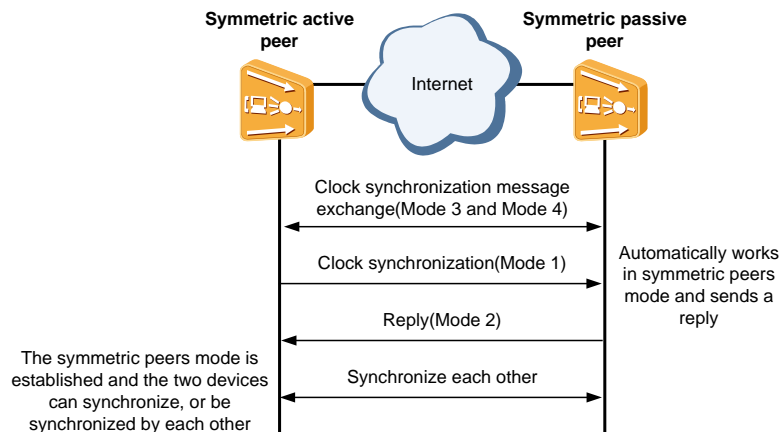 Symmetric active
peer
Symmetric passive
peer
Internet
Clock synchronization message
exchange(Mode 3 and Mode 4)
Clock synchronization(Mode 1)
Automatically works
in symmetric peers
mode and sends a
reply
Reply(Mode 2)
The symmetric peers mode is
established and the two devices
can synchronize, or be
synchronized by each other
Synchronize each other